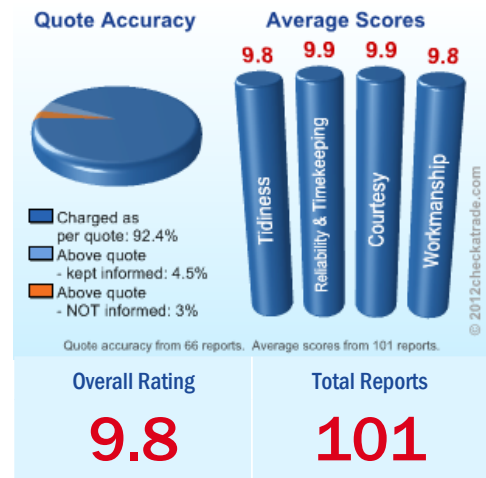 Quote Accuracy
Average Scores
9.8
9.9
9.9
9.8
Tidiness
Reliability & Timekeeping
Courtesy
Workmanship
Charged as
per quote: 92.4%
Above quote
- kept informed: 4.5%
Above quote
- NOT informed: 3%
© 2012checkatrade.com
Quote accuracy from 66 reports. Average scores from 101 reports.
Overall Rating
9.8
Total Reports
101